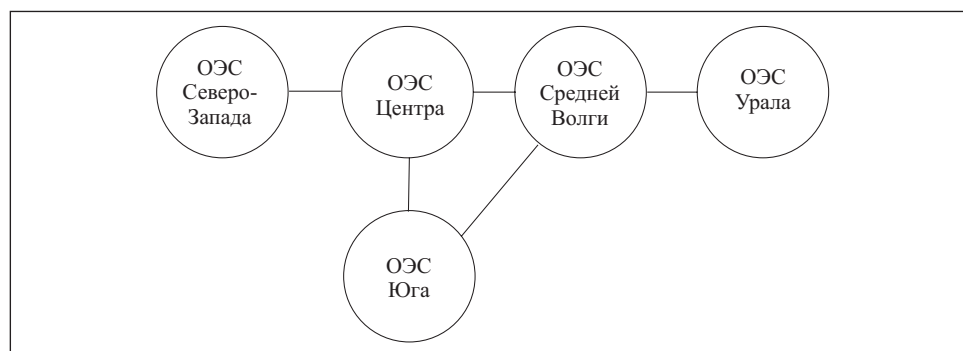 ОЭС
Северо-
Запада
ОЭС
Центра
ОЭС
Средней
Волги
ОЭС
Урала
ОЭС
Юга